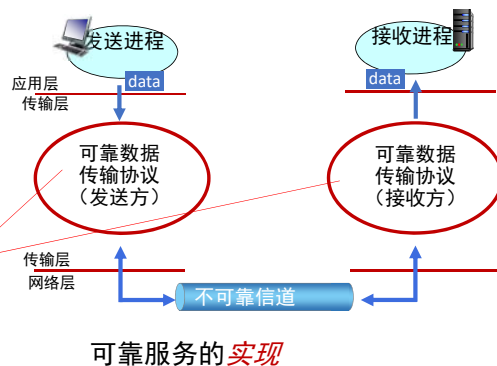 发送进程
接收进程
data
data
应用层
传输层
可靠数据
传输协议
（发送方）
可靠数据
传输协议
（接收方）
传输层
网络层
不可靠信道
可靠服务的实现